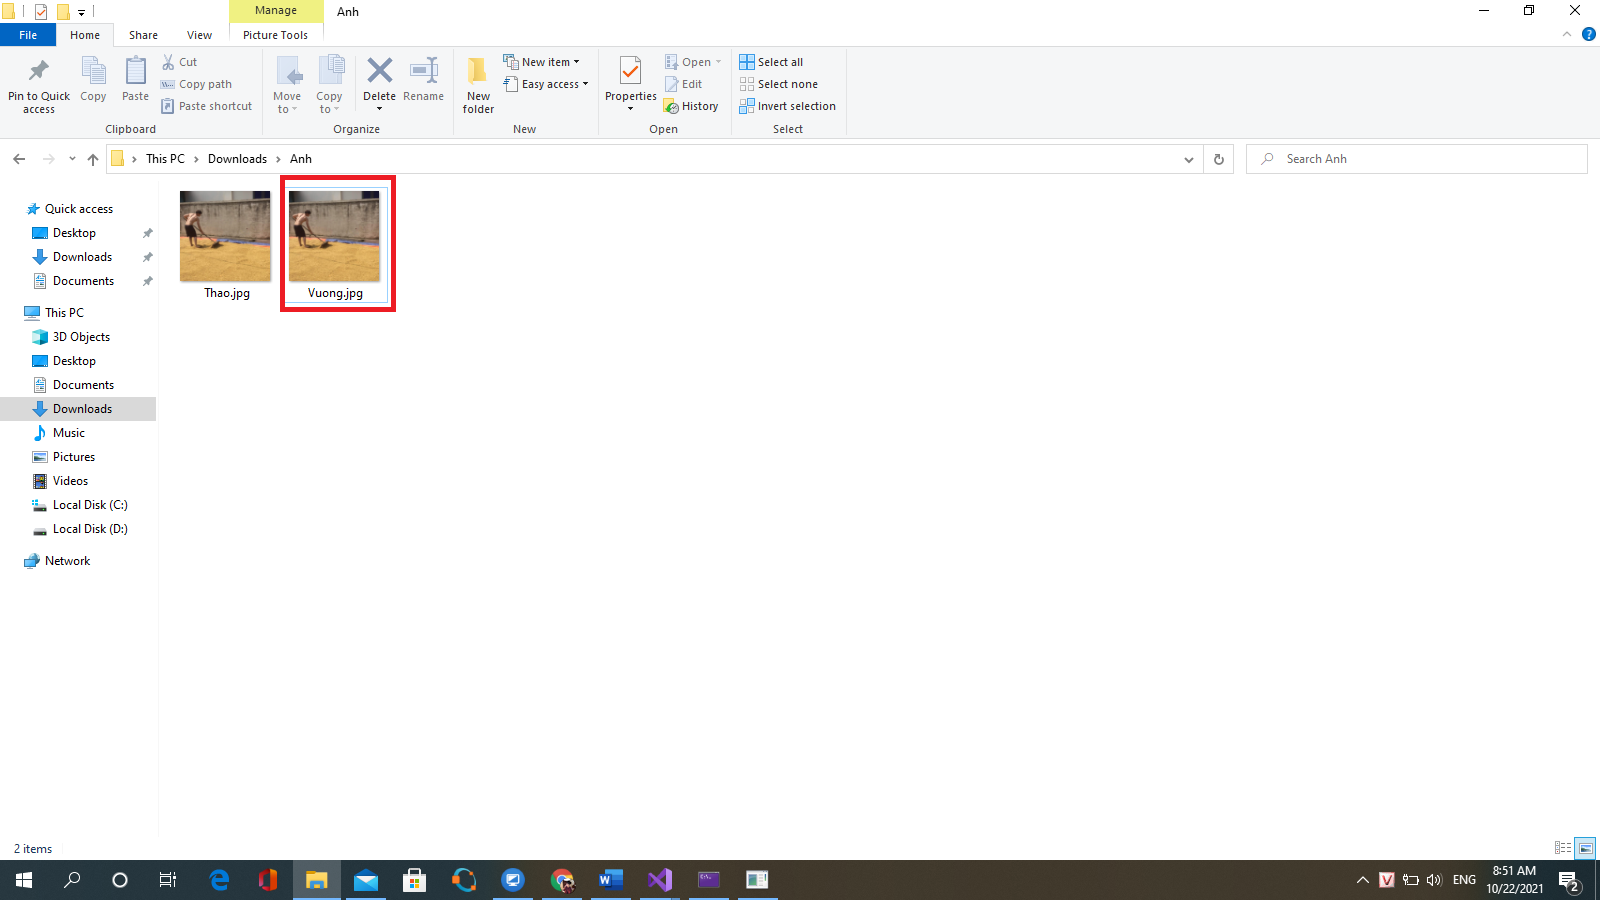 Manage
Anh
File
Home
Share
View
Picture Tools
Pin to Quick access
Copy
Paste
Cut
Copy path
Paste shortcut
Clipboard
Move to
Copy to
Delete
Rename
Organize
New folder
New item
Easy access
New
Properties
Open
Edit
History
Open
Select all
Select none
Invert selection
Select
This PC
Downloads
Anh
Search Anh
Quick access
Desktop
Downloads
Documents
This PC
3D Objects
Desktop
Documents
Downloads
Music
Pictures
Videos
Local Disk (C:)
Local Disk (D:)
Network
Thao.jpg
Vuong.jpg
2 items
ENG
8:51 AM
10/22/2021
2